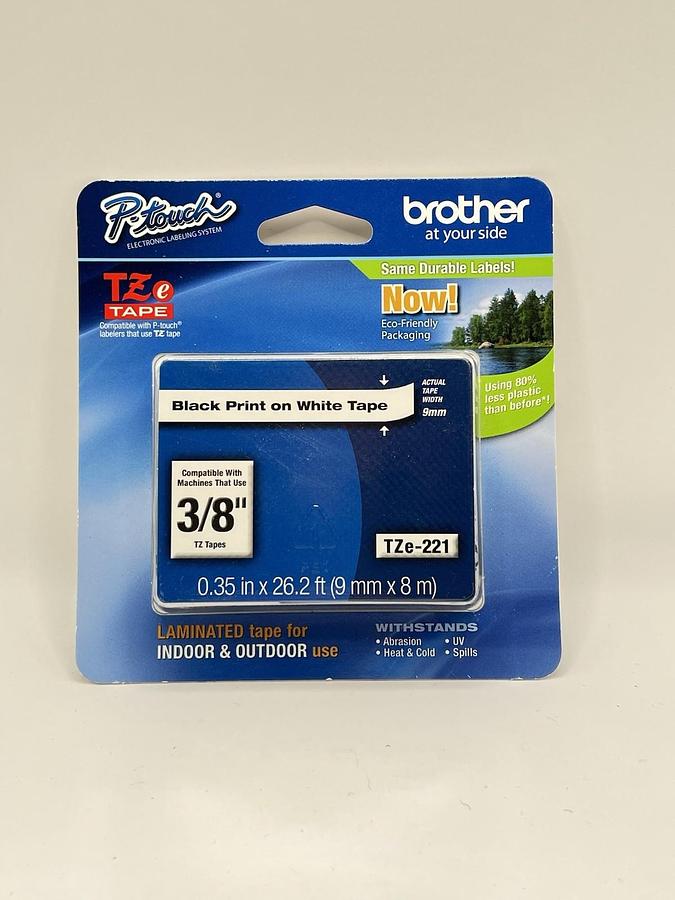 P-touch®
ELECTRONIC LABELING SYSTEM
brother
at your side
Same Durable Labels!
TZe
TAPE
Compatible with P-touch®
labelers that use TZ tape
Now!
Eco-Friendly
Packaging
Using 80%
less plastic
than before*!
Black Print on White Tape
ACTUAL
TAPE
WIDTH
9mm
Compatible With
Machines That Use
3/8"
TZ Tapes
TZe-221
0.35 in x 26.2 ft (9 mm x 8 m)
LAMINATED tape for
INDOOR & OUTDOOR use
WITHSTANDS
• Abrasion • UV
• Heat & Cold • Spills